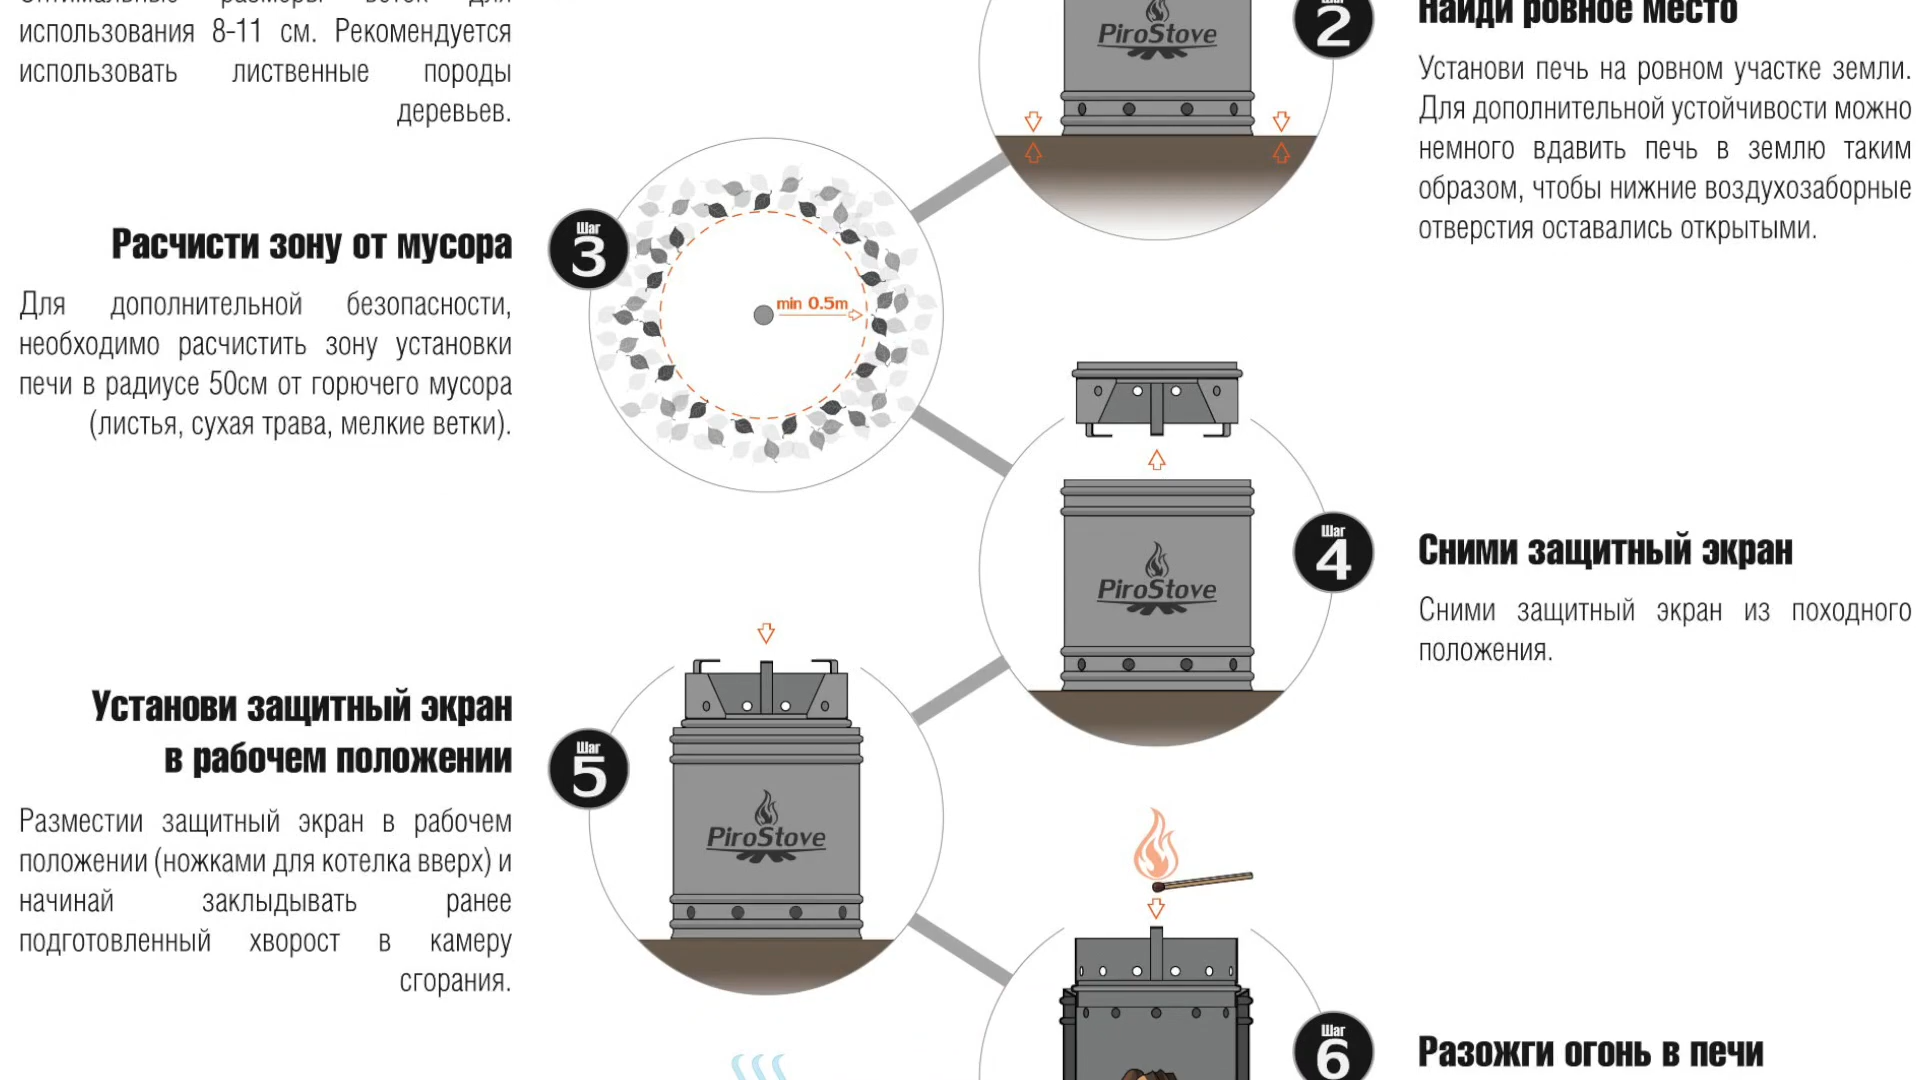 использования 8-11 см. Рекомендуется
использовать лиственные породы
деревьев.
PiroStove
Шаг
2
Найди ровное место
Установи печь на ровном участке земли.
Для дополнительной устойчивости можно
немного вдавить печь в землю таким
образом, чтобы нижние воздухозаборные
отверстия оставались открытыми.
Расчисти зону от мусора
Шаг
3
Для дополнительной безопасности,
необходимо расчистить зону установки
печи в радиусе 50см от горючего мусора
(листья, сухая трава, мелкие ветки).
min 0.5m
PiroStove
Шаг
4
Сними защитный экран
Сними защитный экран из походного
положения.
Установи защитный экран
в рабочем положении
Шаг
5
Разместии защитный экран в рабочем
положении (ножками для котелка вверх) и
начинай заклыдывать ранее
подготовленный хворост в камеру
сгорания.
PiroStove
Шаг
6
Разожги огонь в печи